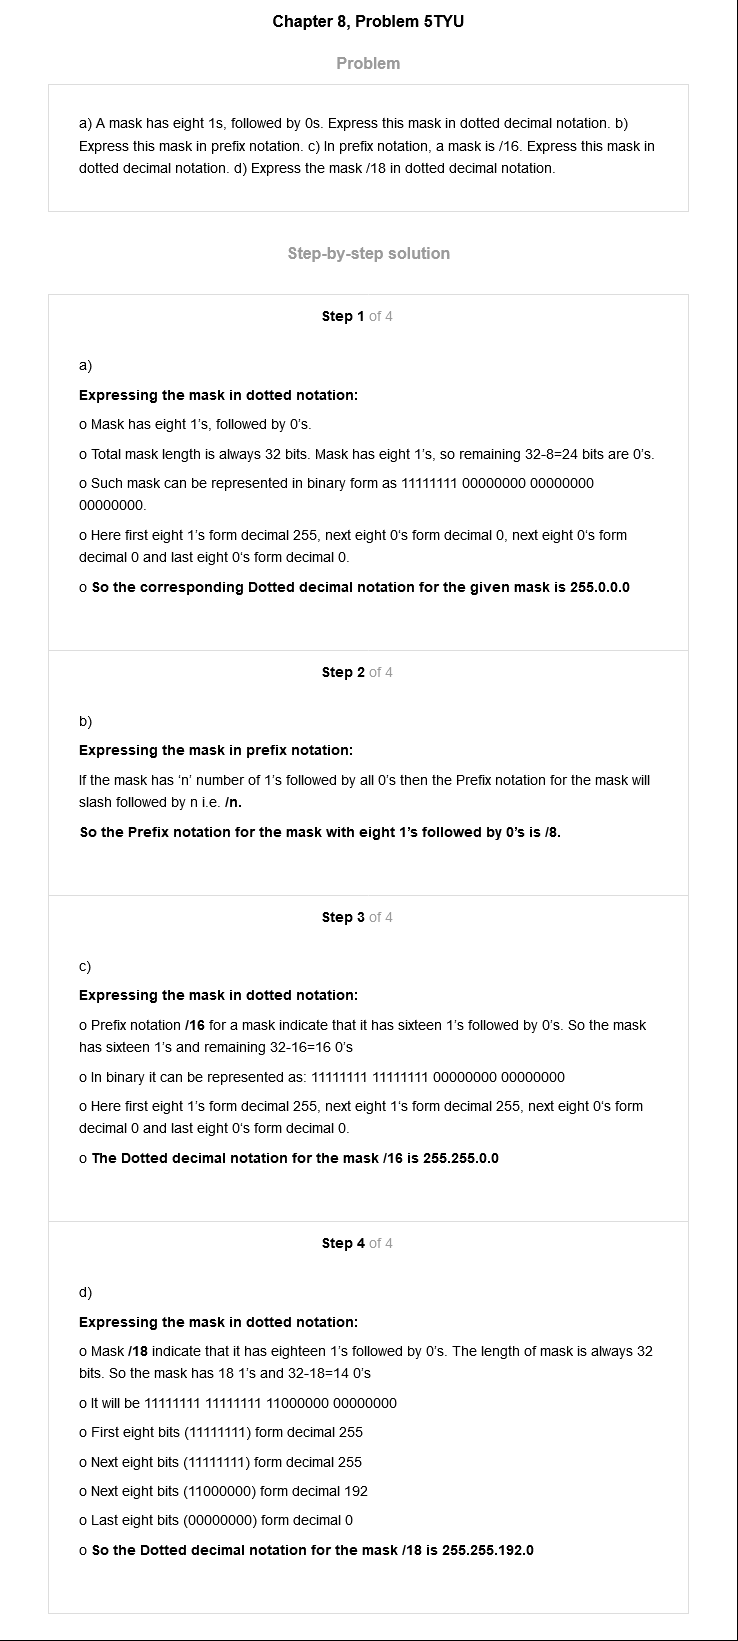 Chapter 8, Problem 5TYU
Problem
a) A mask has eight 1s, followed by 0s. Express this mask in dotted decimal notation. b)
Express this mask in prefix notation. c) In prefix notation, a mask is /16. Express this mask in
dotted decimal notation. d) Express the mask /18 in dotted decimal notation.
Step-by-step solution
Step 1 of 4
a)
Expressing the mask in dotted notation:
o Mask has eight 1’s, followed by 0’s.
o Total mask length is always 32 bits. Mask has eight 1’s, so remaining 32-8=24 bits are 0’s.
o Such mask can be represented in binary form as 11111111 00000000 00000000
00000000.
o Here first eight 1’s form decimal 255, next eight 0‘s form decimal 0, next eight 0‘s form
decimal 0 and last eight 0‘s form decimal 0.
o So the corresponding Dotted decimal notation for the given mask is 255.0.0.0
Step 2 of 4
b)
Expressing the mask in prefix notation:
If the mask has ‘n’ number of 1’s followed by all 0’s then the Prefix notation for the mask will
slash followed by n i.e. /n.
So the Prefix notation for the mask with eight 1’s followed by 0’s is /8.
Step 3 of 4
c)
Expressing the mask in dotted notation:
o Prefix notation /16 for a mask indicate that it has sixteen 1’s followed by 0’s. So the mask
has sixteen 1’s and remaining 32-16=16 0’s
o In binary it can be represented as: 11111111 11111111 00000000 00000000
o Here first eight 1’s form decimal 255, next eight 1‘s form decimal 255, next eight 0‘s form
decimal 0 and last eight 0‘s form decimal 0.
o The Dotted decimal notation for the mask /16 is 255.255.0.0
Step 4 of 4
d)
Expressing the mask in dotted notation:
o Mask /18 indicate that it has eighteen 1’s followed by 0’s. The length of mask is always 32
bits. So the mask has 18 1’s and 32-18=14 0’s
o It will be 11111111 11111111 11000000 00000000
o First eight bits (11111111) form decimal 255
o Next eight bits (11111111) form decimal 255
o Next eight bits (11000000) form decimal 192
o Last eight bits (00000000) form decimal 0
o So the Dotted decimal notation for the mask /18 is 255.255.192.0